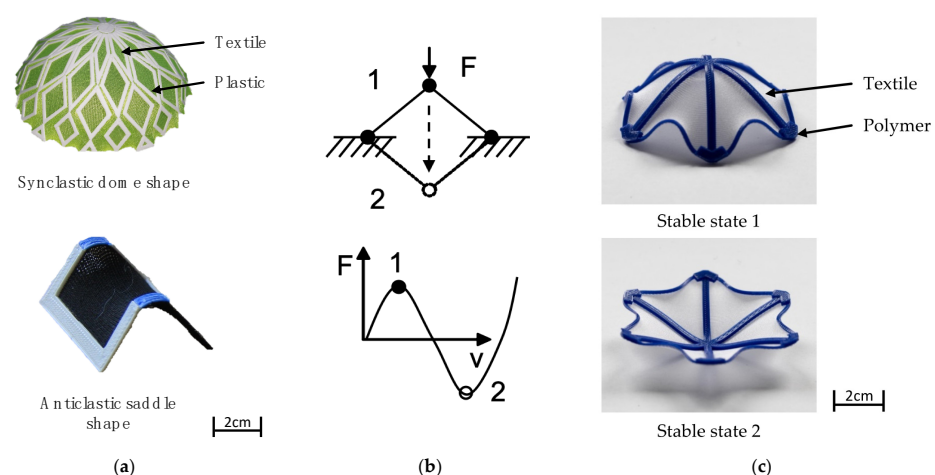 Textile
Plastic
Synclastic dome shape
Anticlastic saddle
shape
2cm
(a)
1
F
2
F
1
v
2
(b)
Textile
Polymer
Stable state 1
Stable state 2
2cm
(c)